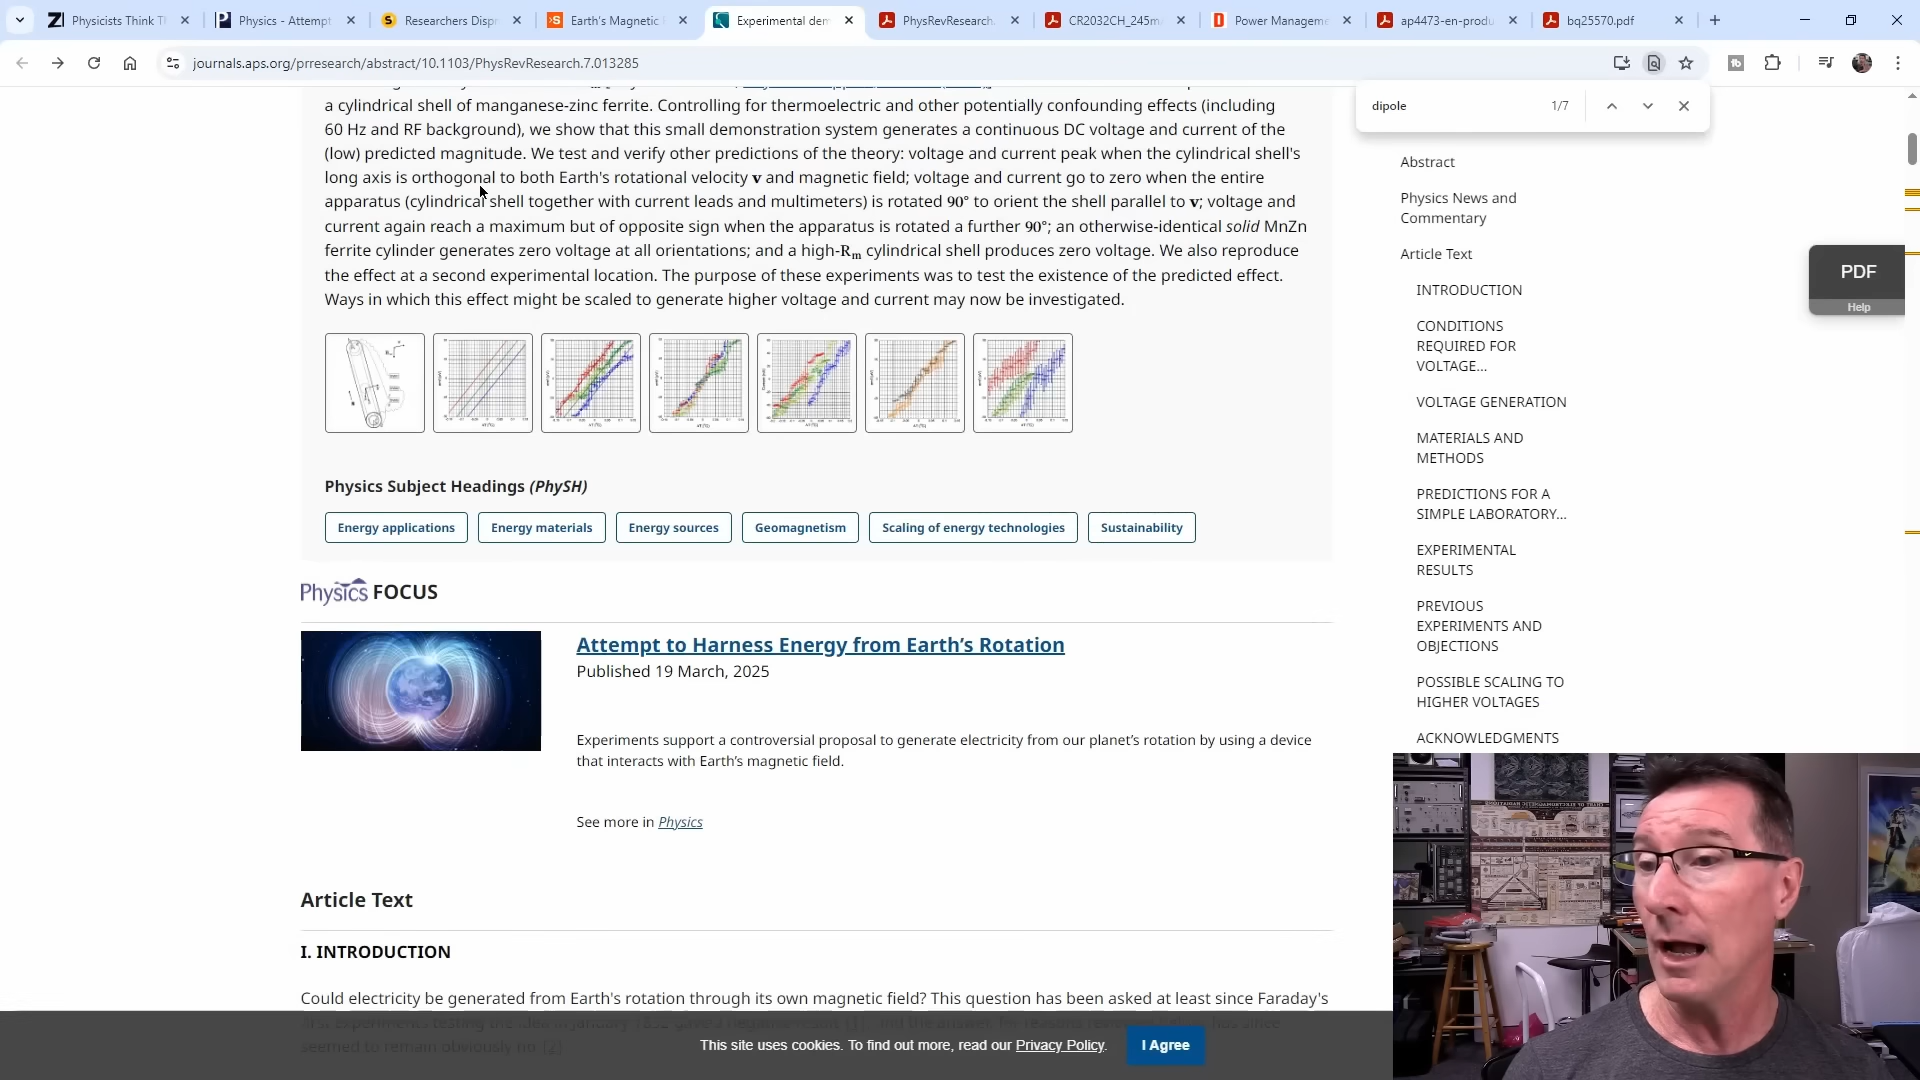 Physicists Think T
Physics - Attempt
Researchers Disp
Earth's Magnetic
Experimental dem
PhysRevResearch.
CR2032CH_245m
Power Manageme
ap4473-en-produ
bq25570.pdf
journals.aps.org/prresearch/abstract/10.1103/PhysRevResearch.7.013285
dipole 1/7
a cylindrical shell of manganese-zinc ferrite. Controlling for thermoelectric and other potentially confounding effects (including
60 Hz and RF background), we show that this small demonstration system generates a continuous DC voltage and current of the
(low) predicted magnitude. We test and verify other predictions of the theory: voltage and current peak when the cylindrical shell's
long axis is orthogonal to both Earth's rotational velocity v and magnetic field; voltage and current go to zero when the entire
apparatus (cylindrical shell together with current leads and multimeters) is rotated 90° to orient the shell parallel to v; voltage and
current again reach a maximum but of opposite sign when the apparatus is rotated a further 90°; an otherwise-identical solid MnZn
ferrite cylinder generates zero voltage at all orientations; and a high-Rm cylindrical shell produces zero voltage. We also reproduce
the effect at a second experimental location. The purpose of these experiments was to test the existence of the predicted effect.
Ways in which this effect might be scaled to generate higher voltage and current may now be investigated.
Physics Subject Headings (PhySH)
Energy applications
Energy materials
Energy sources
Geomagnetism
Scaling of energy technologies
Sustainability
Physics FOCUS
Attempt to Harness Energy from Earth's Rotation
Published 19 March, 2025
Experiments support a controversial proposal to generate electricity from our planet's rotation by using a device
that interacts with Earth's magnetic field.
See more in Physics
Article Text
I. INTRODUCTION
Could electricity be generated from Earth's rotation through its own magnetic field? This question has been asked at least since Faraday's
seemed to remain obviously no [2]
This site uses cookies. To find out more, read our Privacy Policy.
I Agree
Abstract
Physics News and
Commentary
Article Text
INTRODUCTION
CONDITIONS
REQUIRED FOR
VOLTAGE...
VOLTAGE GENERATION
MATERIALS AND
METHODS
PREDICTIONS FOR A
SIMPLE LABORATORY...
EXPERIMENTAL
RESULTS
PREVIOUS
EXPERIMENTS AND
OBJECTIONS
POSSIBLE SCALING TO
HIGHER VOLTAGES
ACKNOWLEDGMENTS
PDF
Help